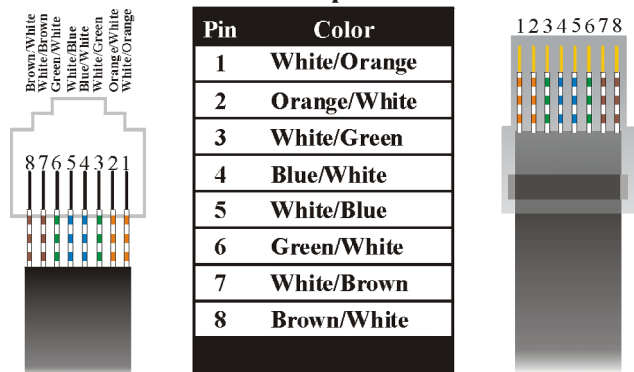 Brown/White
White/Brown
Green/White
White/Blue
Blue/White
White/Green
Orange/White
White/Orange
87654321
Pin Color
1 White/Orange
2 Orange/White
3 White/Green
4 Blue/White
5 White/Blue
6 Green/White
7 White/Brown
8 Brown/White
12345678